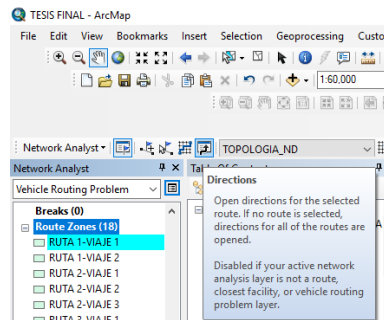 TESIS FINAL - ArcMap
File Edit View Bookmarks Insert Selection Geoprocessing Custo
1:60,000
Network Analyst
TOPOLOGIA_ND
Network Analyst
Vehicle Routing Problem
Breaks (0)
Route Zones (18)
RUTA 1-VIAJE 1
RUTA 1-VIAJE 2
RUTA 2-VIAJE 1
RUTA 2-VIAJE 2
RUTA 2-VIAJE 3
RUTA 3-VIAJE 1
Directions
Open directions for the selected
route. If no route is selected,
directions for all of the routes are
opened.
Disabled if your active network
analysis layer is not a route,
closest facility, or vehicle routing
problem layer.